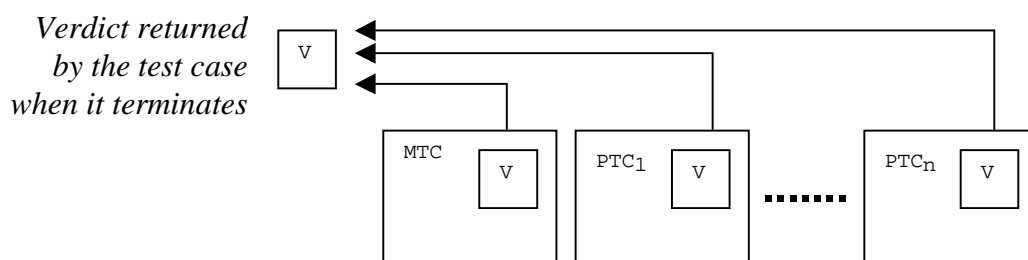 Verdict returned
by the test case
when it terminates
V
MTC
V
PTC1
V
PTCn
V